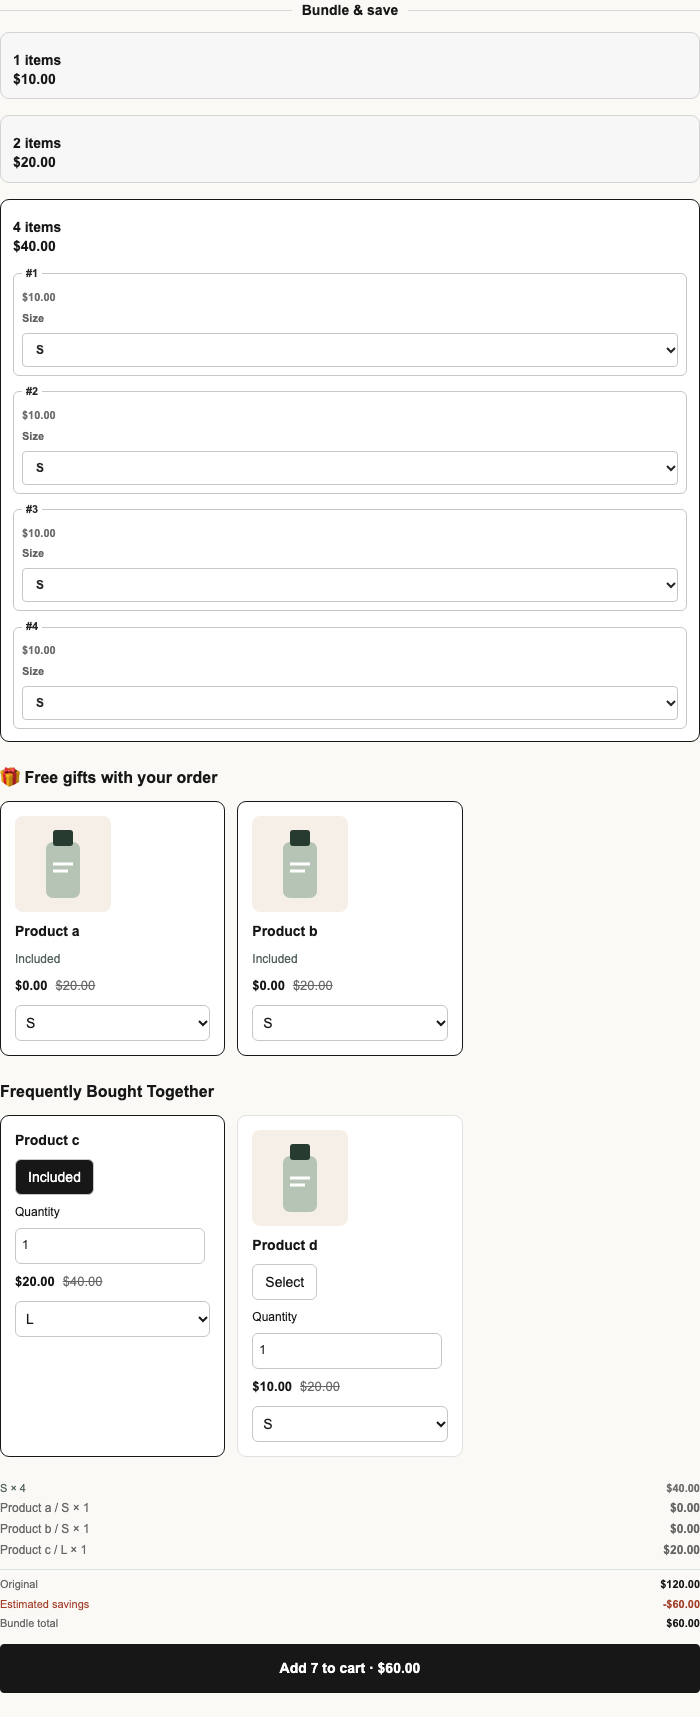 Bundle & save
1 items
$10.00
2 items
$20.00
4 items
$40.00
#1
$10.00
Size
S
#2
$10.00
Size
S
#3
$10.00
Size
S
#4
$10.00
Size
S
🎁 Free gifts with your order
Product a
Included
$0.00 $20.00
S
Product b
Included
$0.00 $20.00
S
Frequently Bought Together
Product c
Included
Quantity
1
$20.00 $40.00
L
Product d
Select
Quantity
1
$10.00 $20.00
S
S × 4 $40.00
Product a / S × 1 $0.00
Product b / S × 1 $0.00
Product c / L × 1 $20.00
Original $120.00
Estimated savings -$60.00
Bundle total $60.00
Add 7 to cart · $60.00